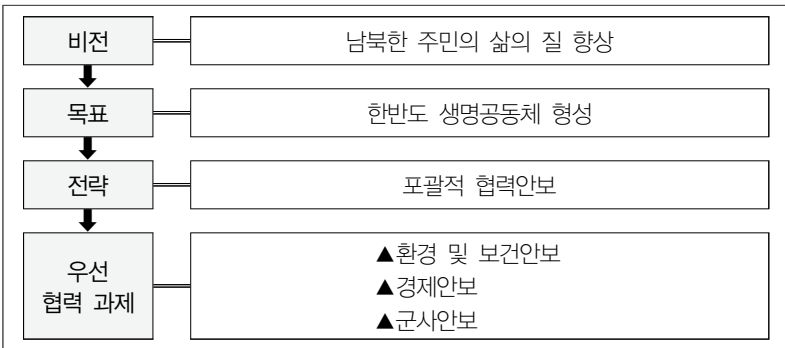 비전
남북한 주민의 삶의 질 향상
목표
한반도 생명공동체 형성
전략
포괄적 협력안보
우선
협력 과제
▲환경 및 보건안보
▲경제안보
▲군사안보